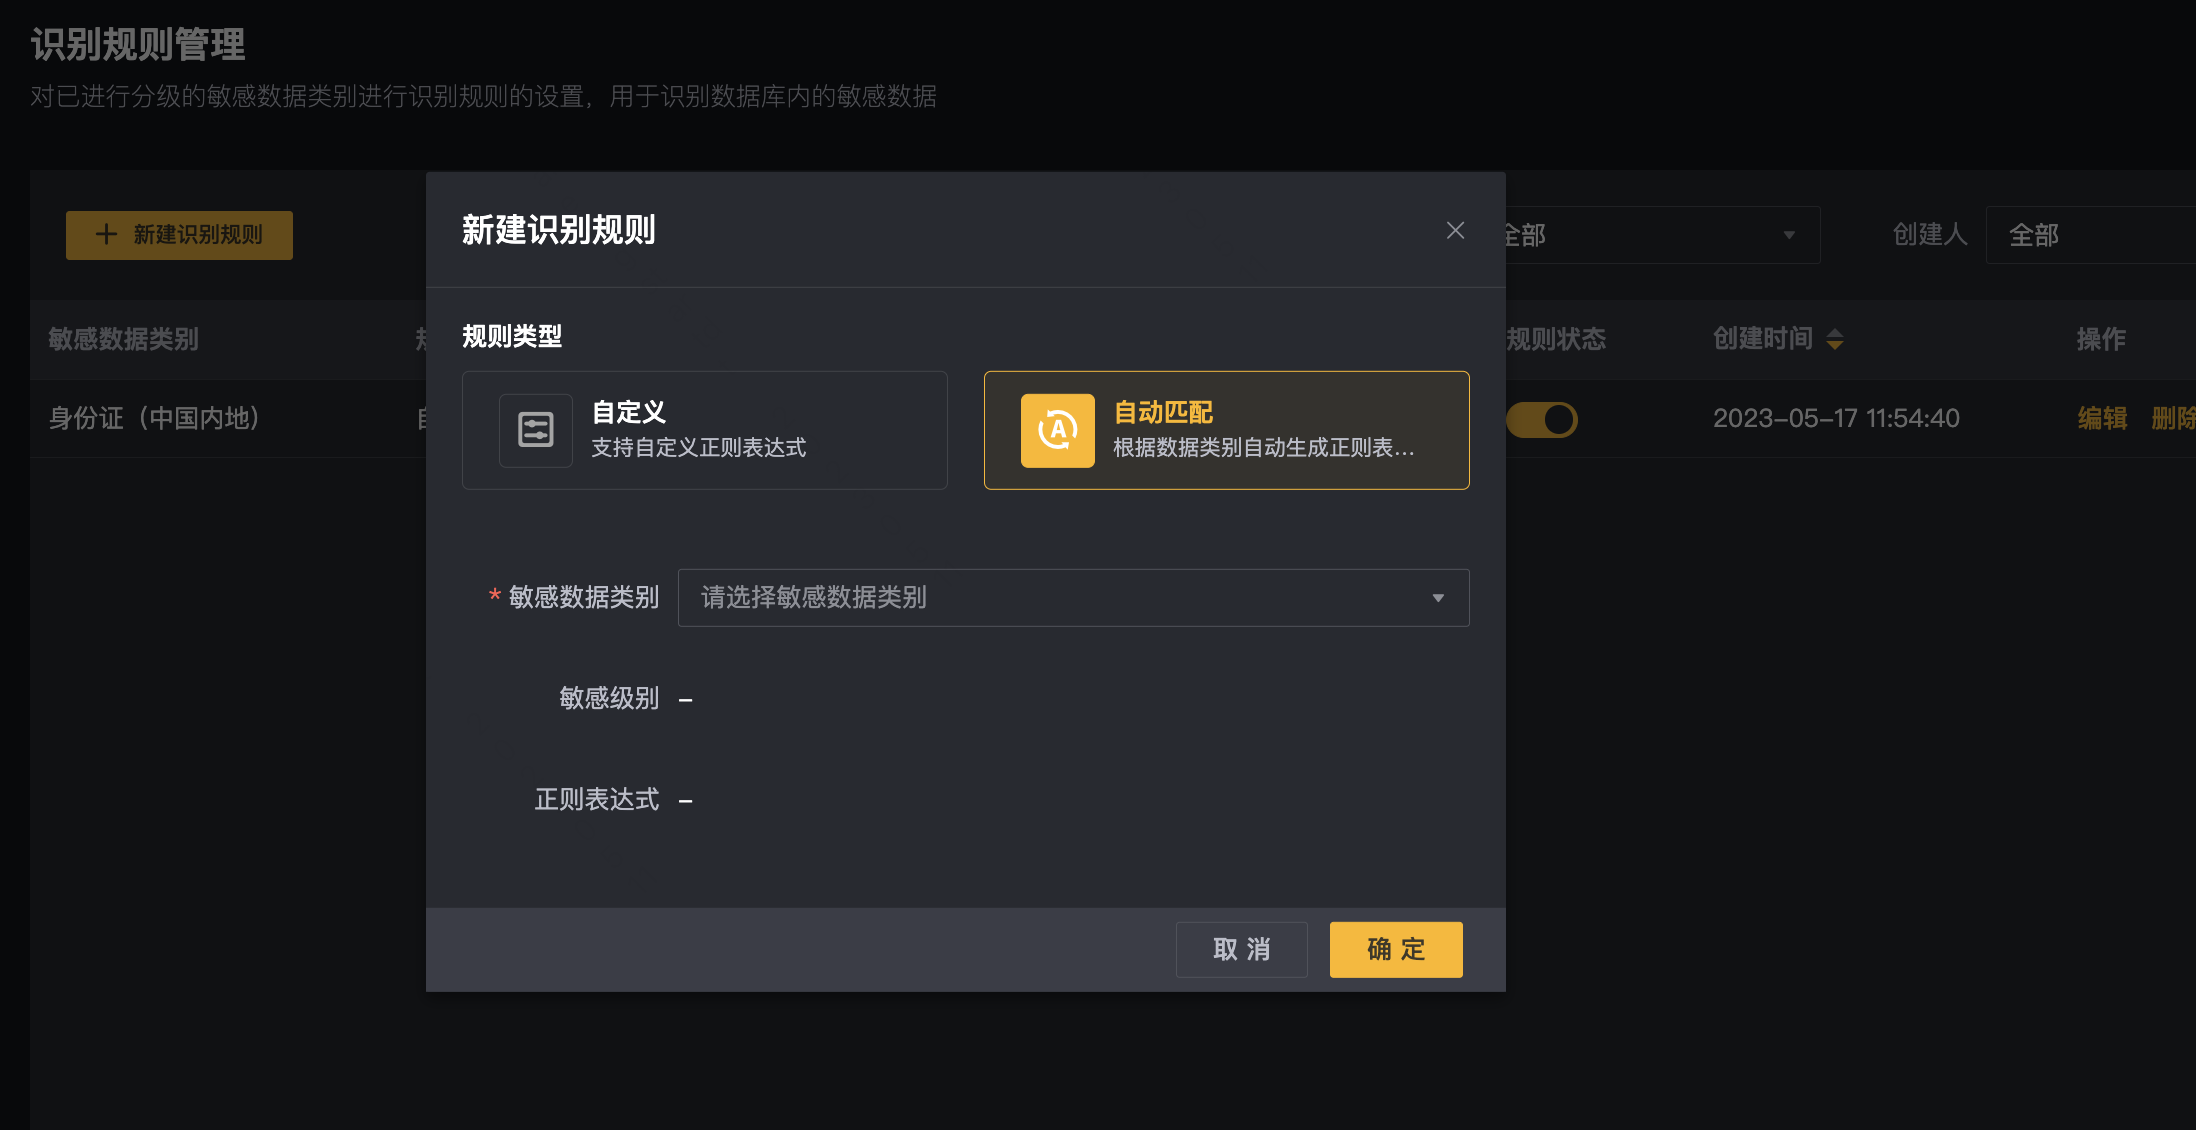 识别规则管理
对已进行分级的敏感数据类别进行识别规则的设置，用于识别数据库内的敏感数据
新建识别规则
全部
创建人
全部
敏感数据类别
规则状态
创建时间
操作
身份证（中国内地）
2023-05-17 11:54:40
编辑
删除
新建识别规则
规则类型
自定义
支持自定义正则表达式
自动匹配
根据数据类别自动生成正则表...
* 敏感数据类别
请选择敏感数据类别
敏感级别 –
正则表达式 –
取 消
确 定